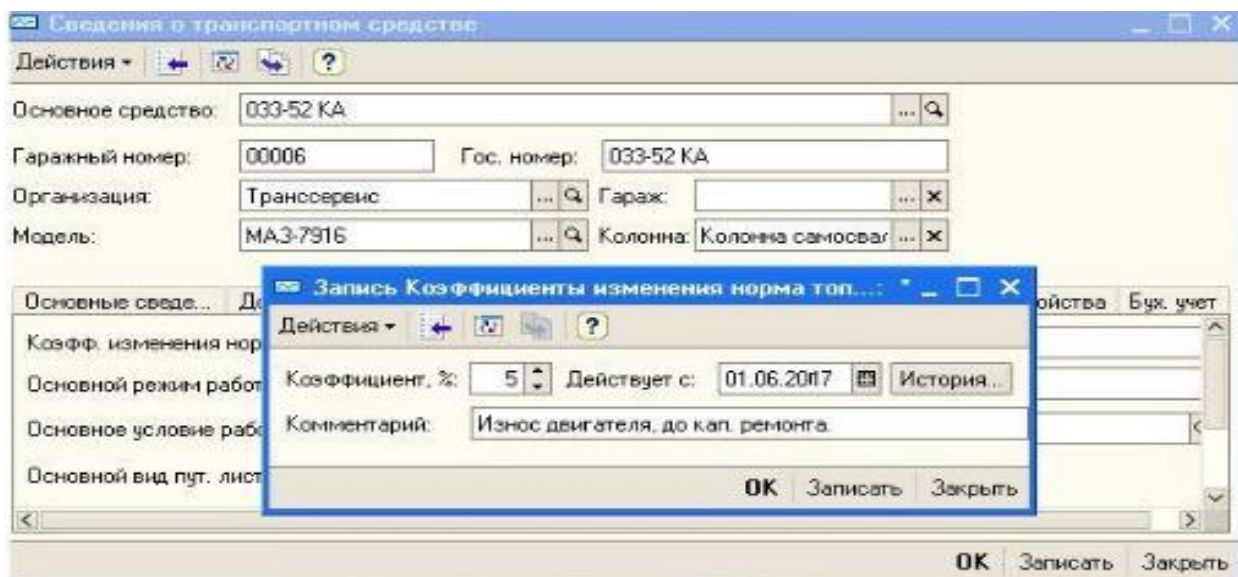 Сведения о транспортном средстве
Действия
Основное средство: 033-52 КА ...
Гаражный номер: 00006 Гос. номер: 033-52 КА
Организация: Транссервис ... Гараж: ...
Модель: МАЗ-7916 ... Колонна: Колонна самосвал ...
Основные сведе... До ойства Бух. учет
Запись Коэффициенты изменения норма топ...: *
Действия
Коэфф. изменения нор
Коэффициент, %: 5 Действует с: 01.06.2017 История...
Основной режим работ
Комментарий: Износ двигателя, до кап. ремонта.
Основное условие рабо
Основной вид пут. лист
OK Записать Закрыть
OK Записать Закрыть